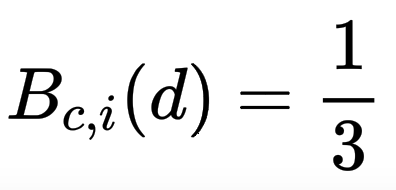 $B_{c,i}(d) = \frac{1}{3}$